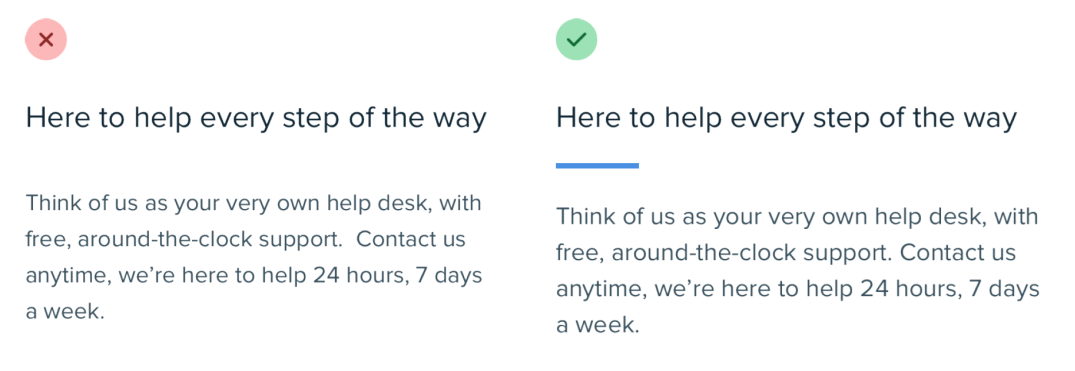 Here to help every step of the way
Think of us as your very own help desk, with
free, around-the-clock support.  Contact us
anytime, we’re here to help 24 hours, 7 days
a week.
Here to help every step of the way
Think of us as your very own help desk, with
free, around-the-clock support. Contact us
anytime, we’re here to help 24 hours, 7 days
a week.